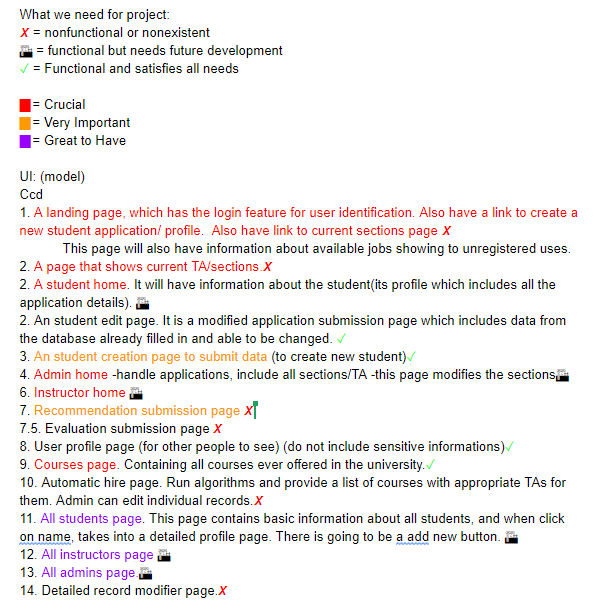 What we need for project:
X = nonfunctional or nonexistent
= functional but needs future development
✓ = Functional and satisfies all needs
= Crucial
= Very Important
= Great to Have
UI: (model)
Ccd
1. A landing page, which has the login feature for user identification. Also have a link to create a
new student application/ profile. Also have link to current sections page X
This page will also have information about available jobs showing to unregistered uses.
2. A page that shows current TA/sections.X
2. A student home. It will have information about the student(its profile which includes all the
application details).
2. An student edit page. It is a modified application submission page which includes data from
the database already filled in and able to be changed. ✓
3. An student creation page to submit data (to create new student)✓
4. Admin home -handle applications, include all sections/TA -this page modifies the sections
6. Instructor home
7. Recommendation submission page X
7.5. Evaluation submission page X
8. User profile page (for other people to see) (do not include sensitive informations)✓
9. Courses page. Containing all courses ever offered in the university.✓
10. Automatic hire page. Run algorithms and provide a list of courses with appropriate TAs for
them. Admin can edit individual records.X
11. All students page. This page contains basic information about all students, and when click
on name, takes into a detailed profile page. There is going to be a add new button.
12. All instructors page
13. All admins page.
14. Detailed record modifier page.X